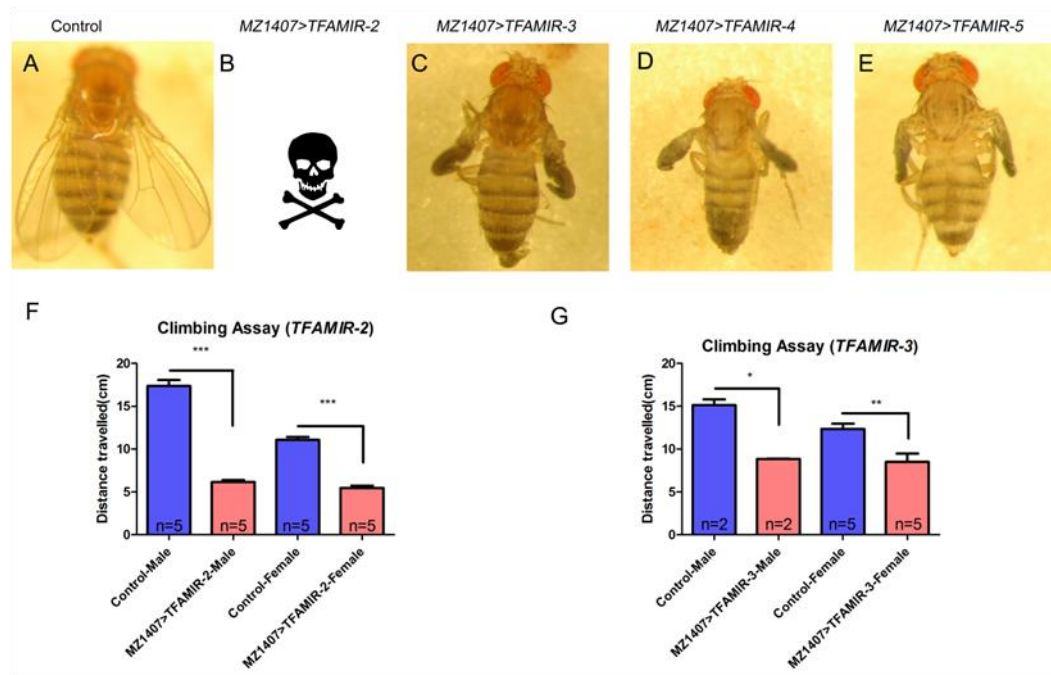 Control
MZ1407>TFAMIR-2
MZ1407>TFAMIR-3
MZ1407>TFAMIR-4
MZ1407>TFAMIR-5
A
B
C
D
E
F
Climbing Assay (TFAMIR-2)
Distance travelled(cm)
20
15
10
5
0
***
***
n=5
n=5
n=5
n=5
Control-Male
MZ1407>TFAMIR-2-Male
Control-Female
MZ1407>TFAMIR-2-Female
G
Climbing Assay (TFAMIR-3)
Distance travelled(cm)
20
15
10
5
0
*
**
n=2
n=2
n=5
n=5
Control-Male
MZ1407>TFAMIR-3-Male
Control-Female
MZ1407>TFAMIR-3-Female